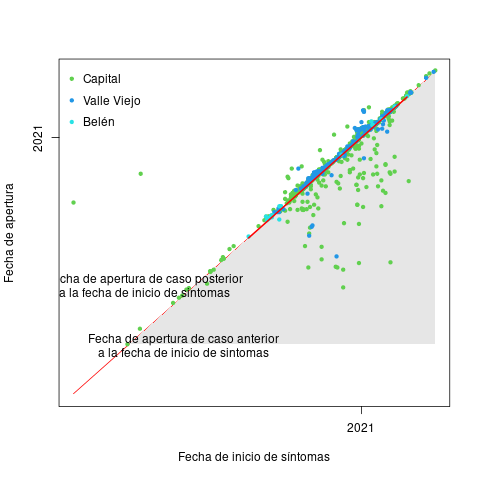 Capital
Valle Viejo
Belén
2021
Fecha de apertura
cha de apertura de caso posterior
a la fecha de inicio de síntomas
Fecha de apertura de caso anterior
a la fecha de inicio de sintomas
2021
Fecha de inicio de síntomas